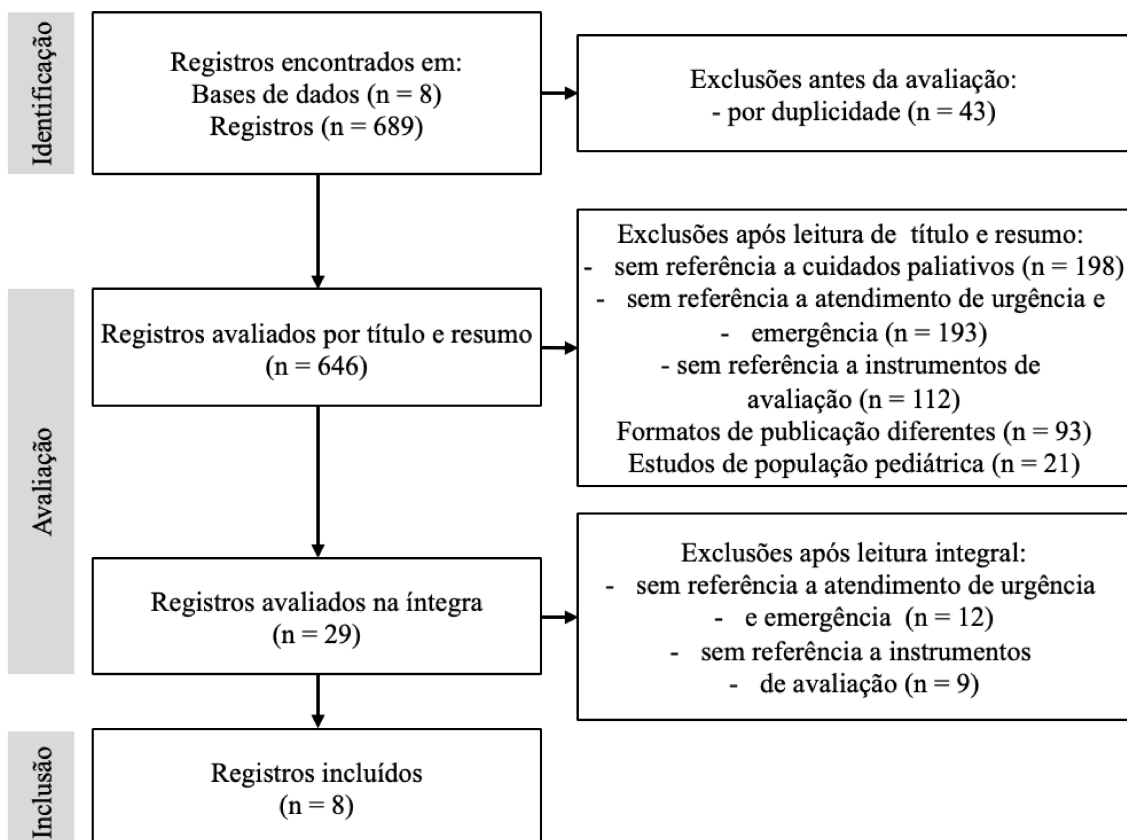 Identificação
Registros encontrados em:
Bases de dados (n = 8)
Registros (n = 689)
Exclusões antes da avaliação:
- por duplicidade (n = 43)
Avaliação
Registros avaliados por título e resumo
(n = 646)
Exclusões após leitura de título e resumo:
- sem referência a cuidados paliativos (n = 198)
- sem referência a atendimento de urgência e
- emergência (n = 193)
- sem referência a instrumentos de
avaliação (n = 112)
Formatos de publicação diferentes (n = 93)
Estudos de população pediátrica (n = 21)
Registros avaliados na íntegra
(n = 29)
Exclusões após leitura integral:
- sem referência a atendimento de urgência
- e emergência (n = 12)
- sem referência a instrumentos
- de avaliação (n = 9)
Inclusão
Registros incluídos
(n = 8)